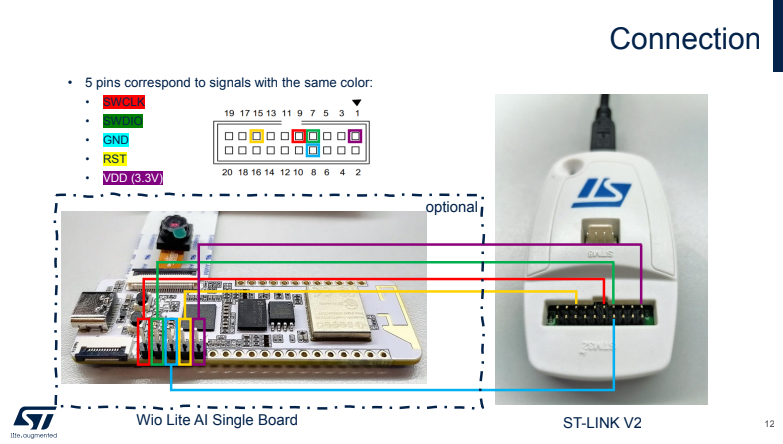 Connection
• 5 pins correspond to signals with the same color:
• SWCLK
• SWDIO
• GND
• RST
• VDD (3.3V)
19 17 15 13 11 9 7 5 3 1
20 18 16 14 12 10 8 6 4 2
optional
STM8
STM32
Wio Lite AI Single Board
ST-LINK V2
life.augmented
12